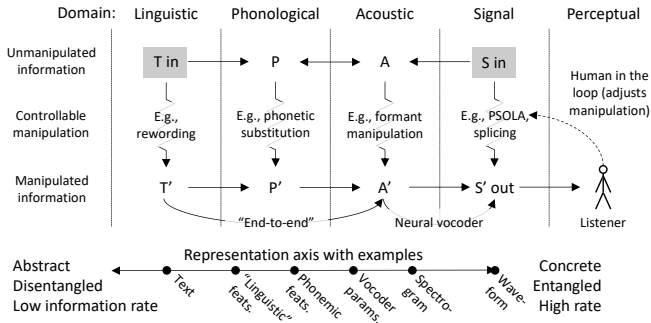 Domain: Linguistic Phonological Acoustic Signal Perceptual
Unmanipulated information
T in P A S in
Human in the loop (adjusts manipulation)
Controllable manipulation
E.g., rewording
E.g., phonetic substitution
E.g., formant manipulation
E.g., PSOLA, splicing
Manipulated information
T’ P’ A’ S’ out
“End-to-end” Neural vocoder Listener
Representation axis with examples
Abstract
Disentangled
Low information rate
Text
“Linguistic” feats.
Phonemic feats.
Vocoder params.
Spectro-gram
Wave-form
Concrete
Entangled
High rate